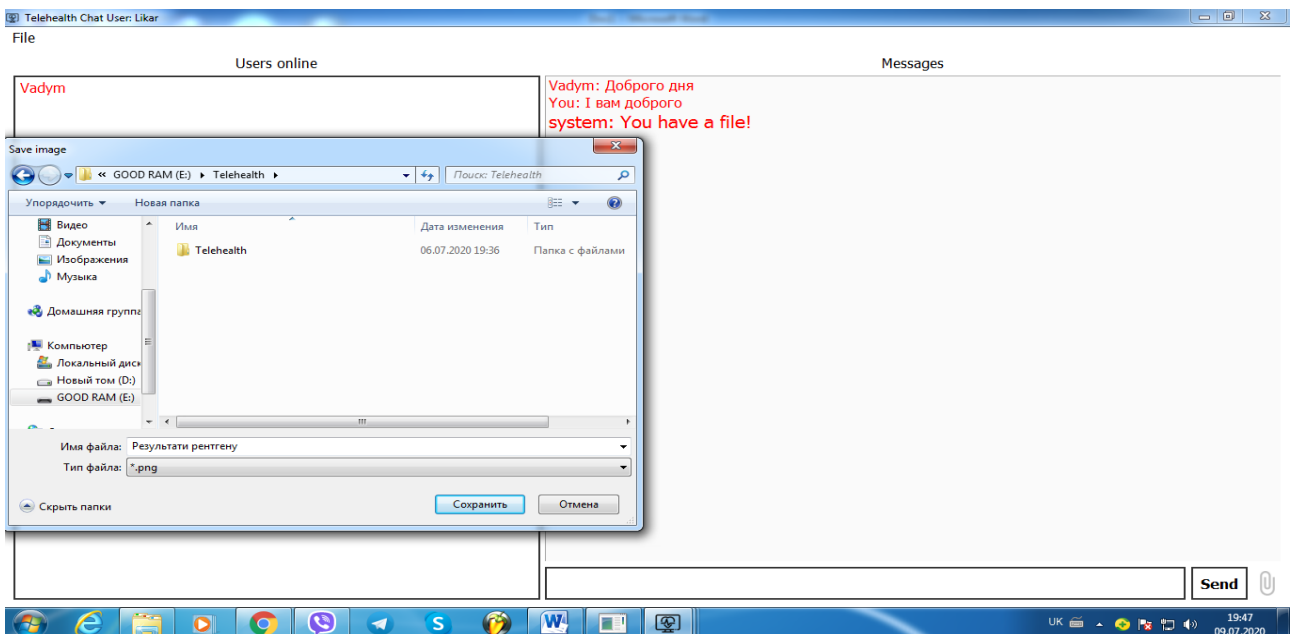 Telehealth Chat User: Likar
File
Users online
Messages
Vadym
Vadym: Доброго дня
You: І вам доброго
system: You have a file!
Save image
« GOOD RAM (E:) ▸ Telehealth ▸
Поиск: Telehealth
Упорядочить
Новая папка
Имя
Дата изменения
Тип
Видео
Документы
Изображения
Музыка
Домашняя группа
Компьютер
Локальный диск
Новый том (D:)
GOOD RAM (E:)
Telehealth
06.07.2020 19:36
Папка с файлами
Имя файла: Результати рентгену
Тип файла: *.png
Скрыть папки
Сохранить
Отмена
Send
UK
19:47
09.07.2020